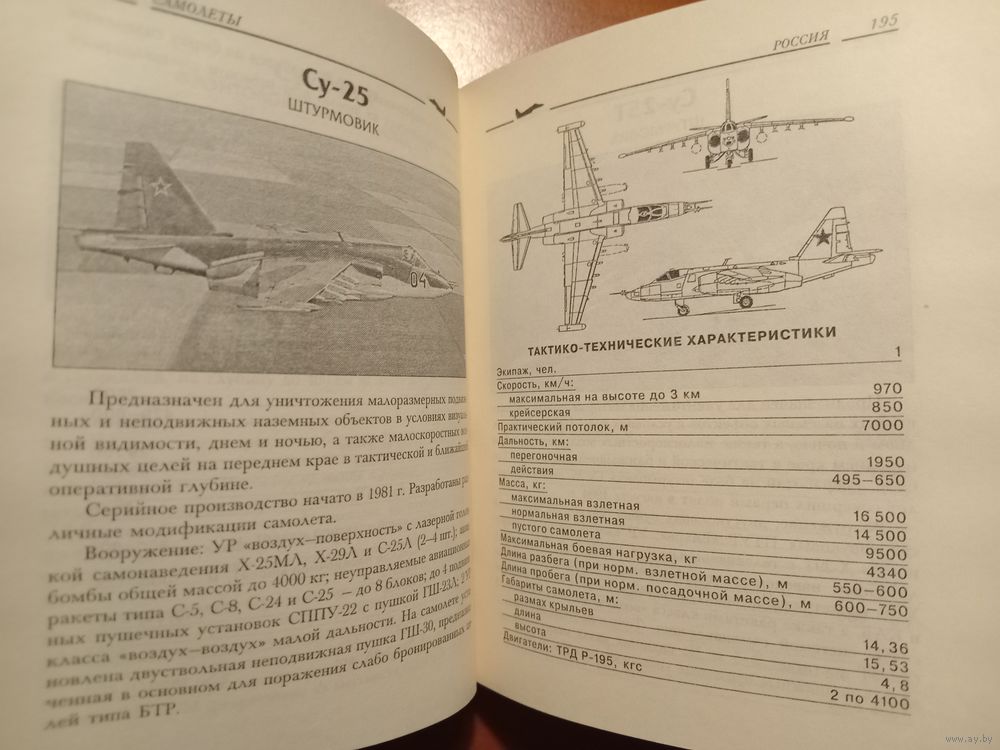 САМОЛЕТЫ
Су-25
ШТУРМОВИК
04
Предназначен для уничтожения малоразмерных
ных и неподвижных наземных объектов в условиях
ной видимости, днем и ночью, а также малоскоростных
душных целей на переднем крае в тактической и
оперативной глубине.
Серийное производство начато в 1981 г. Разработаны
личные модификации самолета.
Вооружение: УР «воздух—поверхность» с лазерной
кой самонаведения Х-25МЛ, Х-29Л и С-25Л (2–4 шт.);
бомбы общей массой до 4000 кг; неуправляемые
ракеты типа С-5, С-8, С-24 и С-25 – до 8 блоков; до 4
ных пушечных установок СППУ-22 с пушкой ГШ-23Л; 2
класса «воздух—воздух» малой дальности. На самолете
новлена двуствольная неподвижная пушка ГШ-30,
ченная в основном для поражения слабо бронированных
лей типа БТР.
РОССИЯ 195
ТАКТИКО-ТЕХНИЧЕСКИЕ ХАРАКТЕРИСТИКИ
Экипаж, чел. 1
Скорость, км/ч:
максимальная на высоте до 3 км 970
крейсерская 850
Практический потолок, м 7000
Дальность, км:
перегоночная 1950
действия 495—650
Масса, кг:
максимальная взлетная 16 500
нормальная взлетная 14 500
пустого самолета 9500
Максимальная боевая нагрузка, кг 4340
Длина разбега (при норм. взлетной массе), м 550—600
Длина пробега (при норм. посадочной массе), м 600—750
Габариты самолета, м:
размах крыльев 14,36
длина 15,53
высота 4,8
Двигатели: ТРД Р-195, кгс 2 по 4100
www.ay.by